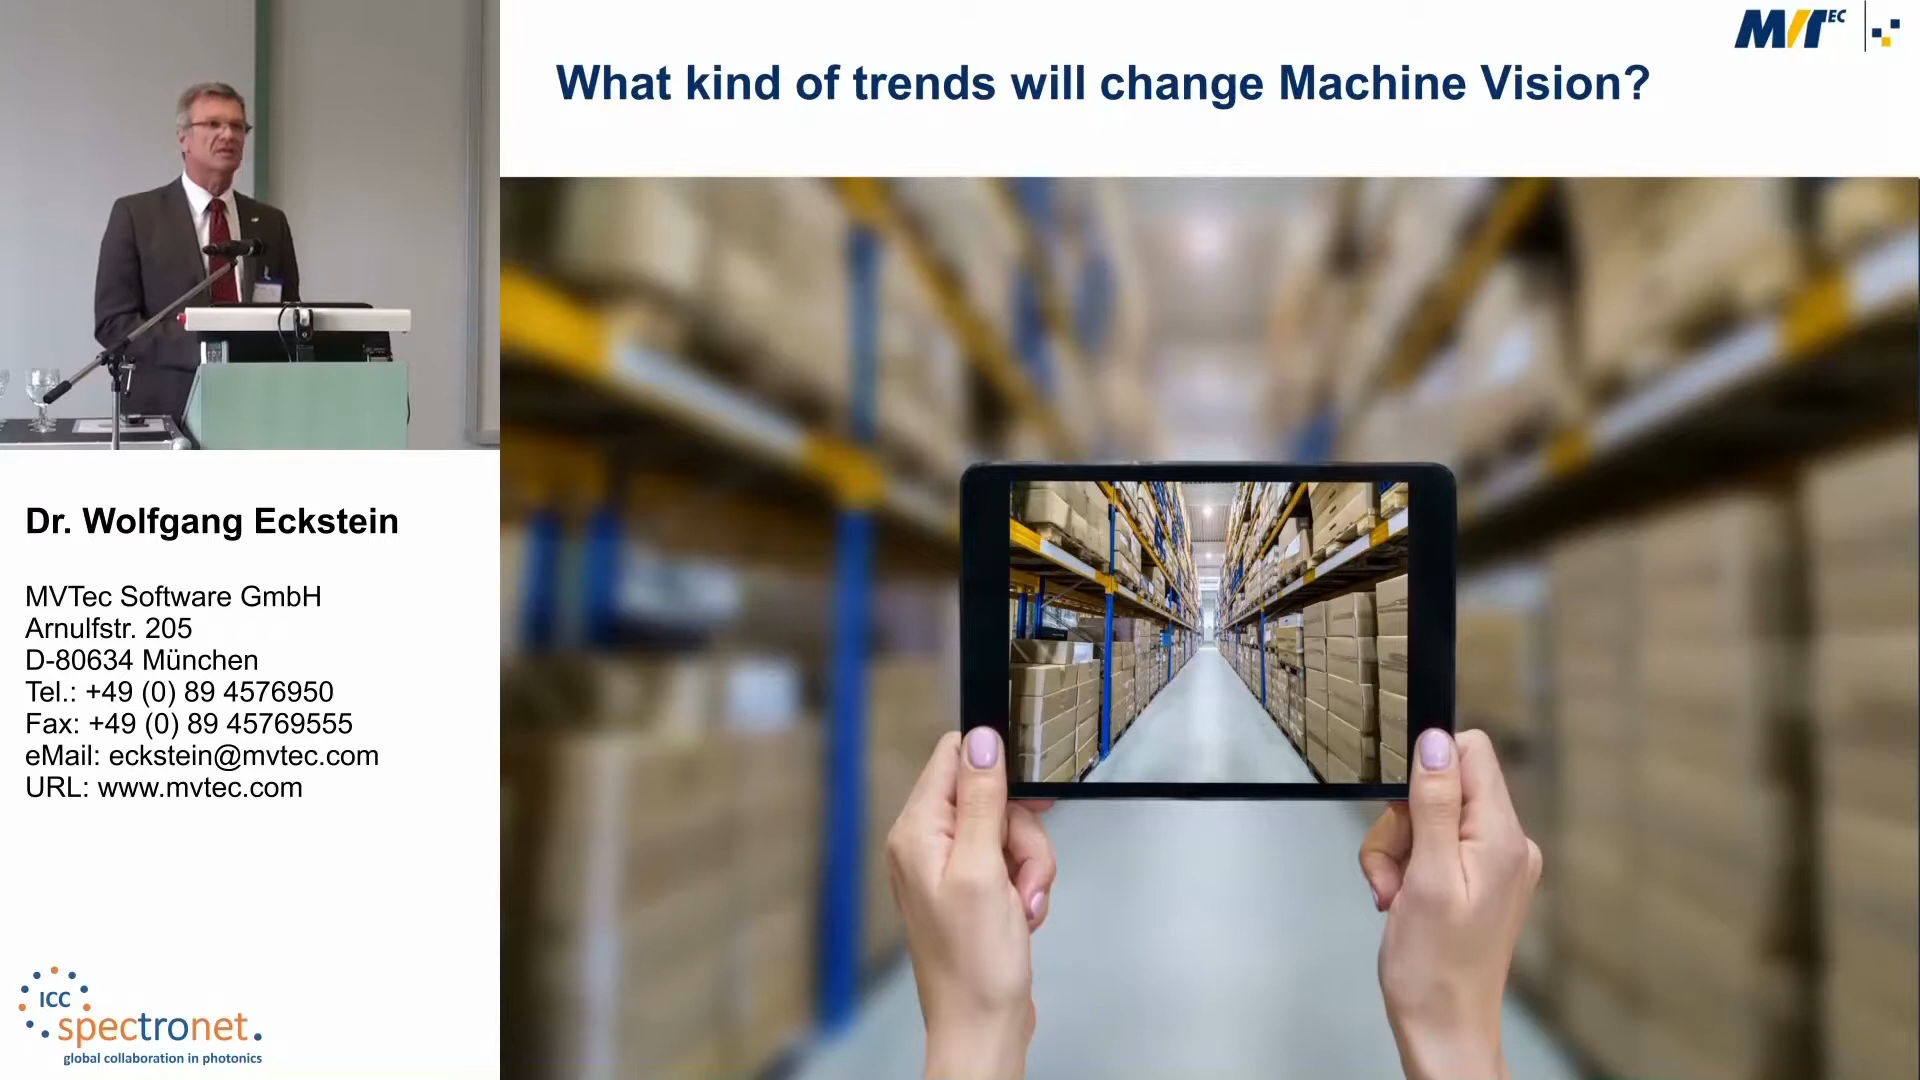 MVTEC
What kind of trends will change Machine Vision?
Dr. Wolfgang Eckstein
MVTec Software GmbH
Arnulfstr. 205
D-80634 München
Tel.: +49 (0) 89 4576950
Fax: +49 (0) 89 45769555
eMail: eckstein@mvtec.com
URL: www.mvtec.com
ICC
spectronet.
global collaboration in photonics